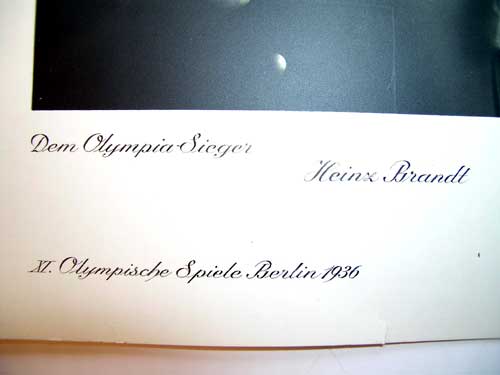 Dem Olympia-Sieger
Heinz Brandt
XI. Olympische Spiele Berlin 1936